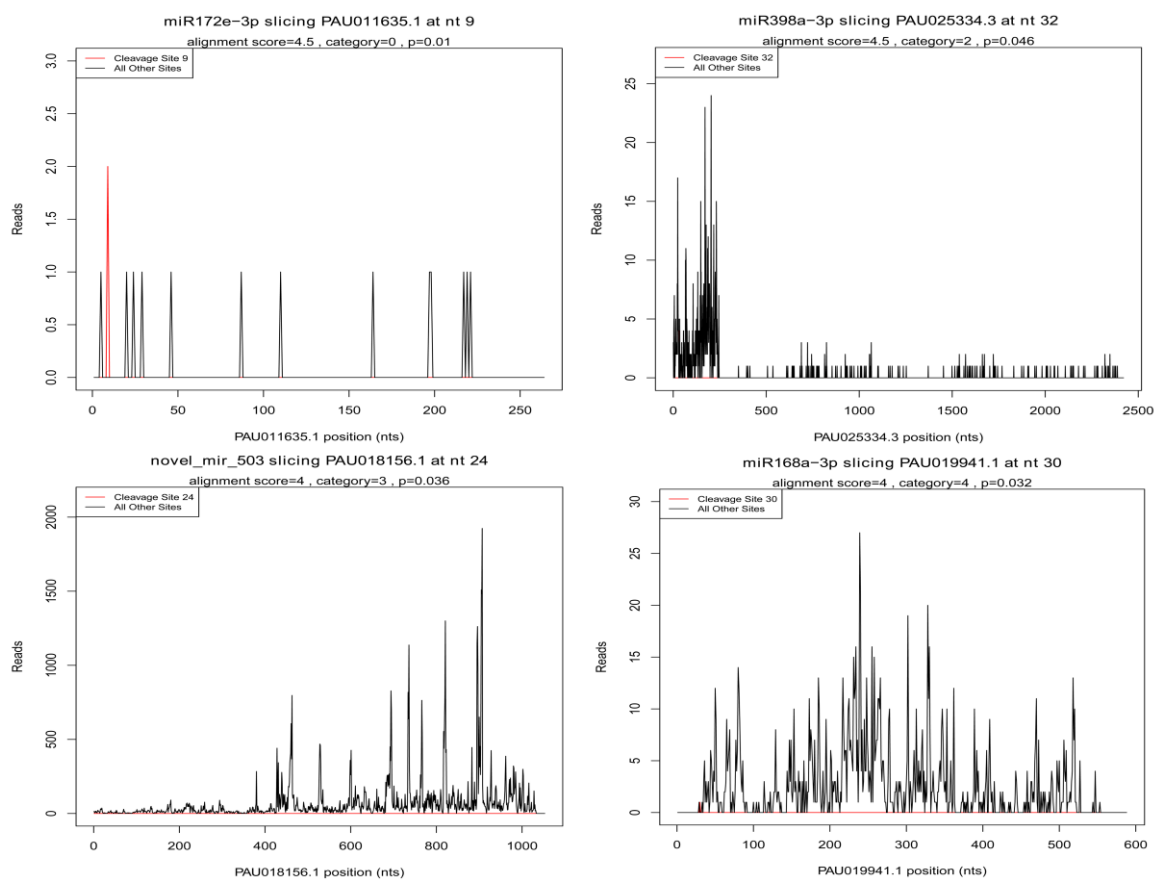 miR172e-3p slicing PAU011635.1 at nt 9
alignment score=4.5 , category=0 , p=0.01
Cleavage Site 9
All Other Sites
3.0
2.5
2.0
1.5
1.0
0.5
0.0
Reads
0 50 100 150 200 250
PAU011635.1 position (nts)
miR398a-3p slicing PAU025334.3 at nt 32
alignment score=4.5 , category=2 , p=0.046
Cleavage Site 32
All Other Sites
25
20
15
10
5
0
Reads
0 500 1000 1500 2000 2500
PAU025334.3 position (nts)
novel_mir_503 slicing PAU018156.1 at nt 24
alignment score=4 , category=3 , p=0.036
Cleavage Site 24
All Other Sites
2000
1500
1000
500
0
Reads
0 200 400 600 800 1000
PAU018156.1 position (nts)
miR168a-3p slicing PAU019941.1 at nt 30
alignment score=4 , category=4 , p=0.032
Cleavage Site 30
All Other Sites
30
25
20
15
10
5
0
Reads
0 100 200 300 400 500 600
PAU019941.1 position (nts)